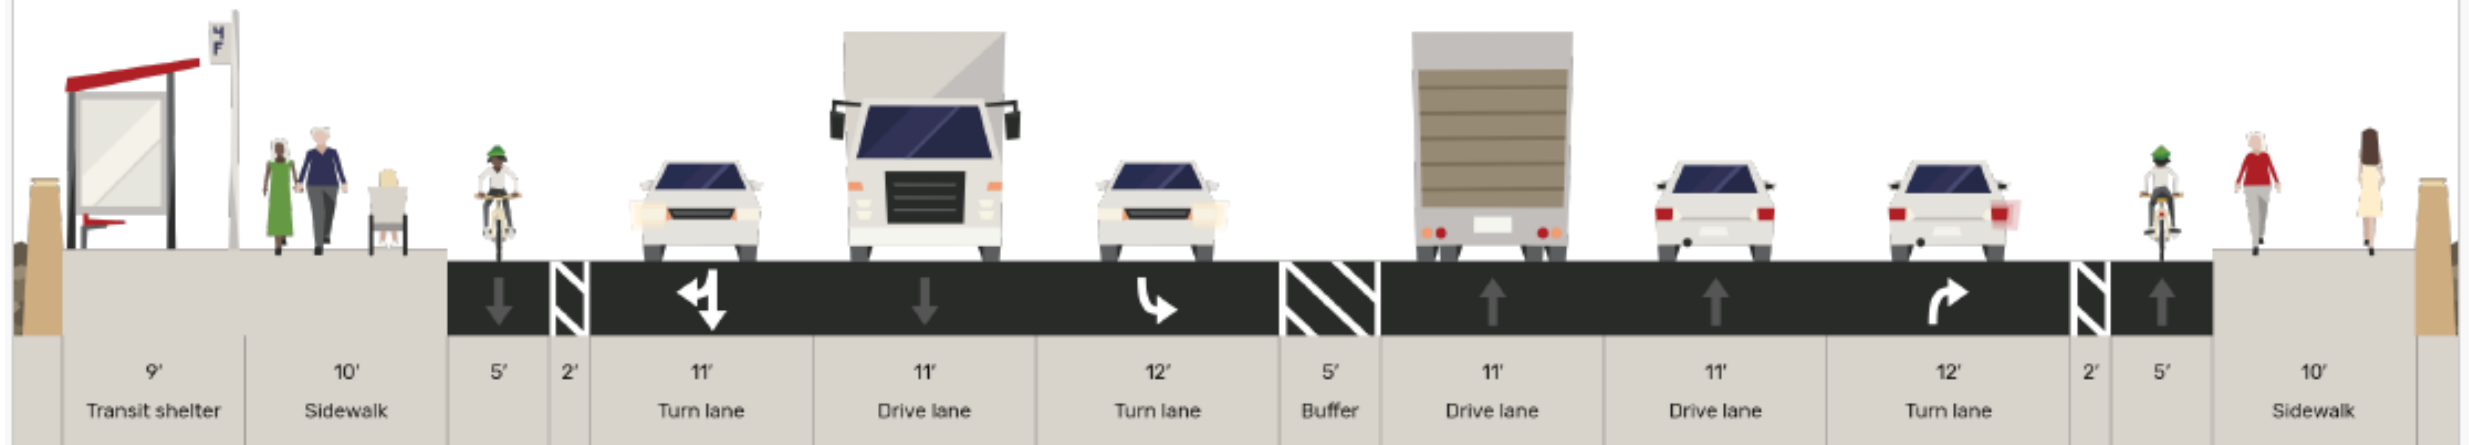 4
F
9' 10' 5' 2' 11' 11' 12' 5' 11' 11' 12' 2' 5' 10'
Transit shelter Sidewalk Turn lane Drive lane Turn lane Buffer Drive lane Drive lane Turn lane Sidewalk